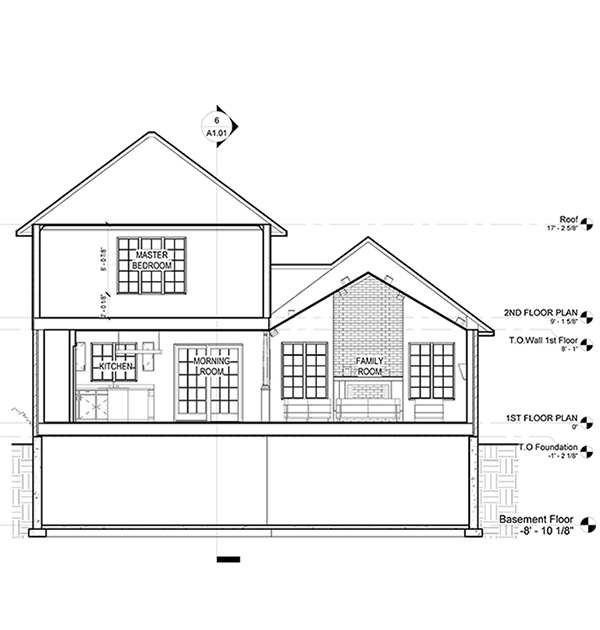 6
A1.01
Roof
17' - 2 5/8"
MASTER
BEDROOM
6' - 0 7/8"
2' - 0 1/8"
2ND FLOOR PLAN
9' - 1 5/8"
T.O.Wall 1st Floor
8' - 1"
KITCHEN
MORNING
ROOM
FAMILY
ROOM
1ST FLOOR PLAN
0"
T.O Foundation
-1' - 2 1/8"
Basement Floor
-8' - 10 1/8"